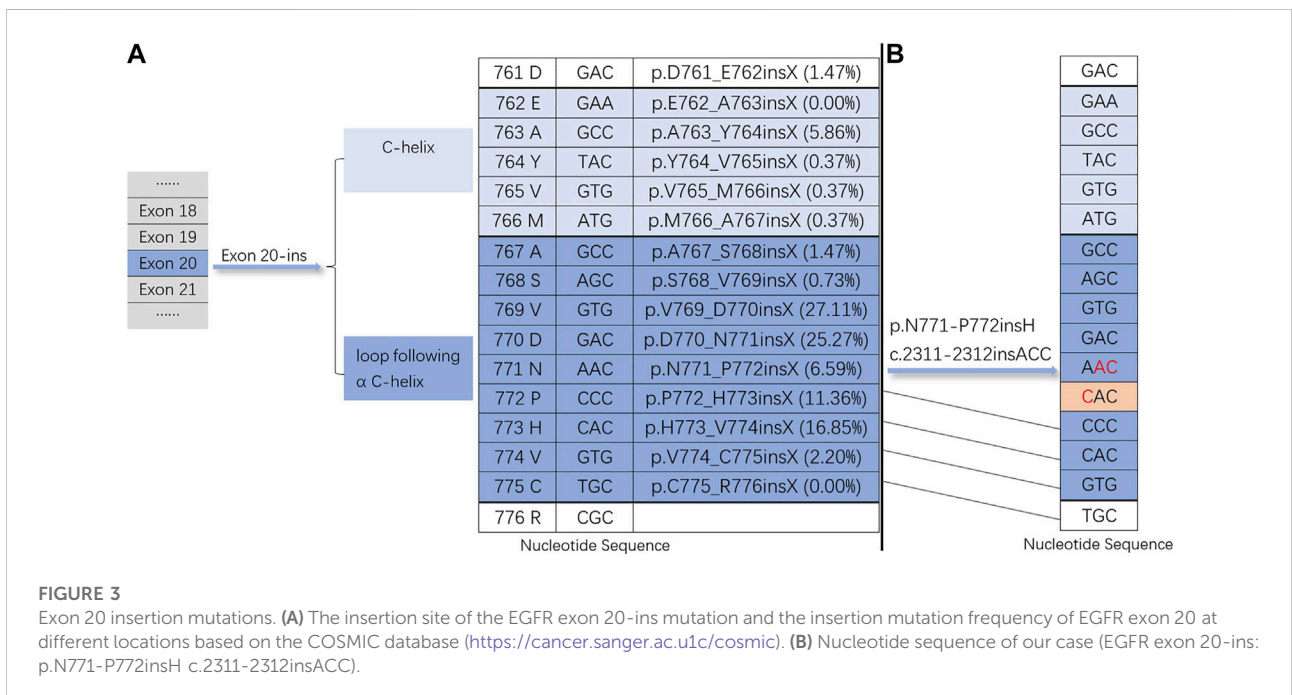 A
B
......
Exon 18
Exon 19
Exon 20
Exon 21
......
Exon 20-ins
C-helix
loop following
α C-helix
761 D GAC p.D761_E762insX (1.47%)
762 E GAA p.E762_A763insX (0.00%)
763 A GCC p.A763_Y764insX (5.86%)
764 Y TAC p.Y764_V765insX (0.37%)
765 V GTG p.V765_M766insX (0.37%)
766 M ATG p.M766_A767insX (0.37%)
767 A GCC p.A767_S768insX (1.47%)
768 S AGC p.S768_V769insX (0.73%)
769 V GTG p.V769_D770insX (27.11%)
770 D GAC p.D770_N771insX (25.27%)
771 N AAC p.N771_P772insX (6.59%)
772 P CCC p.P772_H773insX (11.36%)
773 H CAC p.H773_V774insX (16.85%)
774 V GTG p.V774_C775insX (2.20%)
775 C TGC p.C775_R776insX (0.00%)
776 R CGC
Nucleotide Sequence
p.N771-P772insH
c.2311-2312insACC
GAC
GAA
GCC
TAC
GTG
ATG
GCC
AGC
GTG
GAC
AAC
CAC
CCC
CAC
GTG
TGC
Nucleotide Sequence
FIGURE 3
Exon 20 insertion mutations. (A) The insertion site of the EGFR exon 20-ins mutation and the insertion mutation frequency of EGFR exon 20 at
different locations based on the COSMIC database (https://cancer.sanger.ac.u1c/cosmic). (B) Nucleotide sequence of our case (EGFR exon 20-ins:
p.N771-P772insH c.2311-2312insACC).